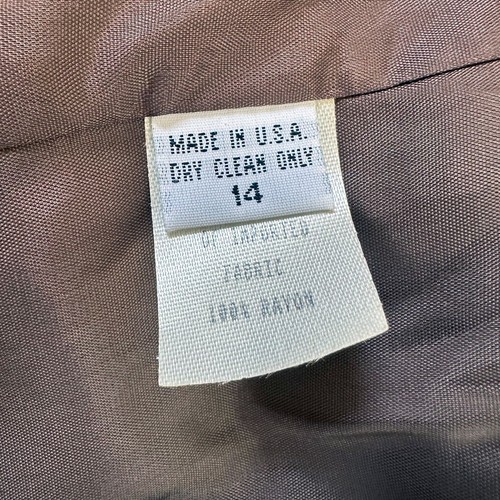 MADE IN U.S.A.
DRY CLEAN ONLY
14
OF IMPORTED
FABRIC
100% RAYON